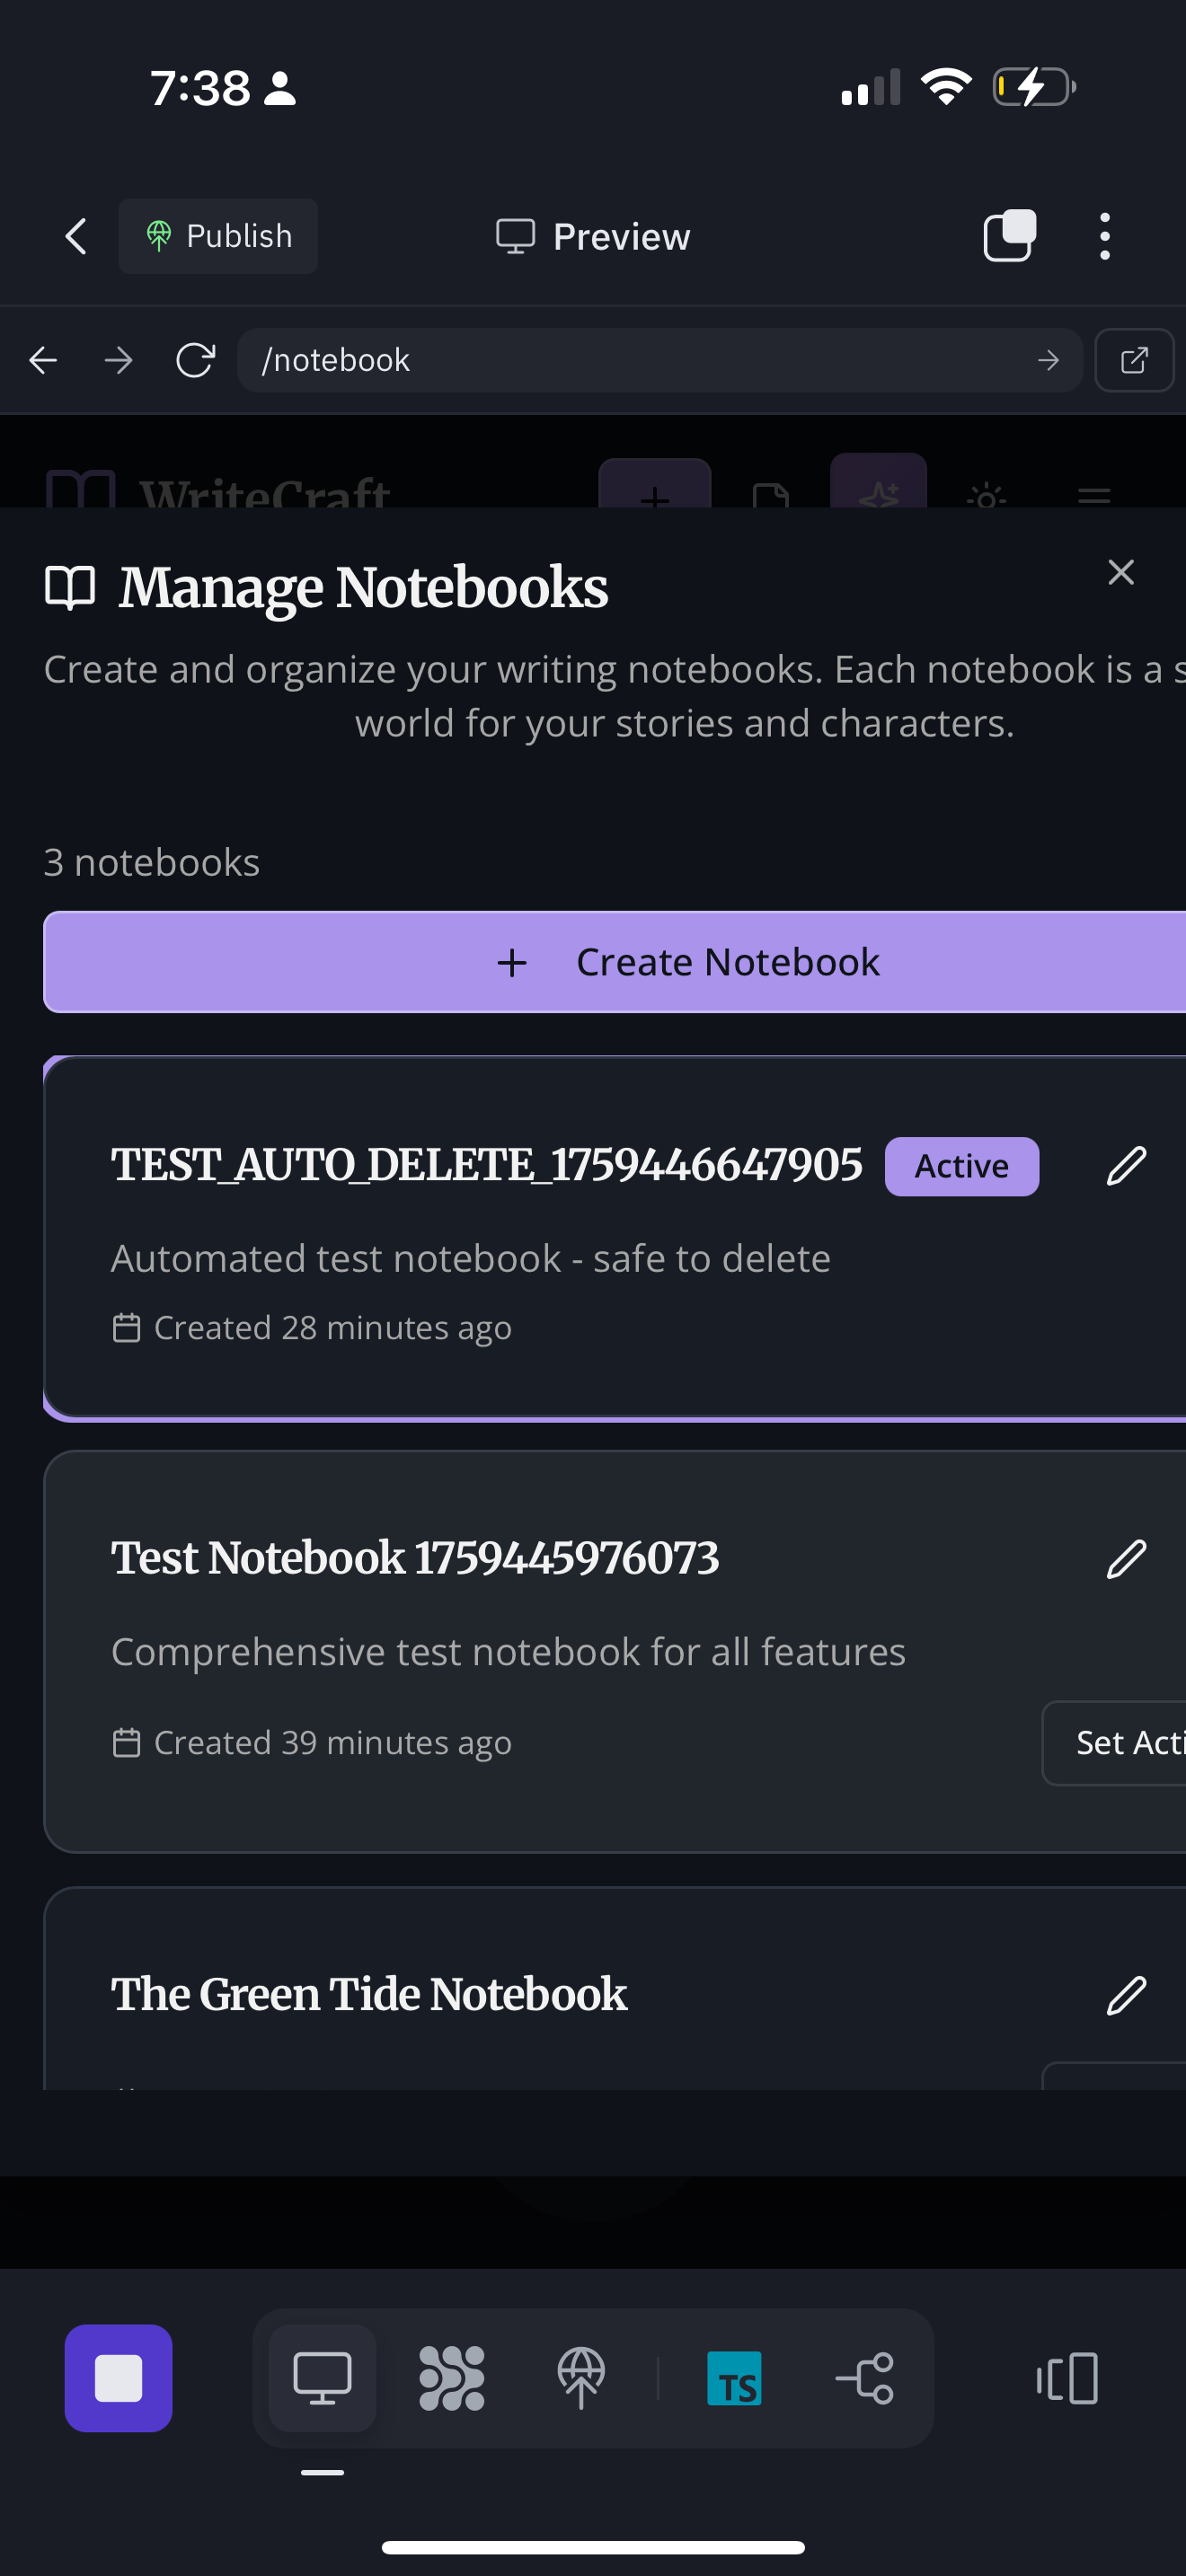 7:38
Publish
Preview
/notebook
WriteCraft
Manage Notebooks
Create and organize your writing notebooks. Each notebook is a s
world for your stories and characters.
3 notebooks
Create Notebook
TEST_AUTO_DELETE_1759446647905 Active
Automated test notebook - safe to delete
Created 28 minutes ago
Test Notebook 1759445976073
Comprehensive test notebook for all features
Created 39 minutes ago
Set Acti
The Green Tide Notebook
TS